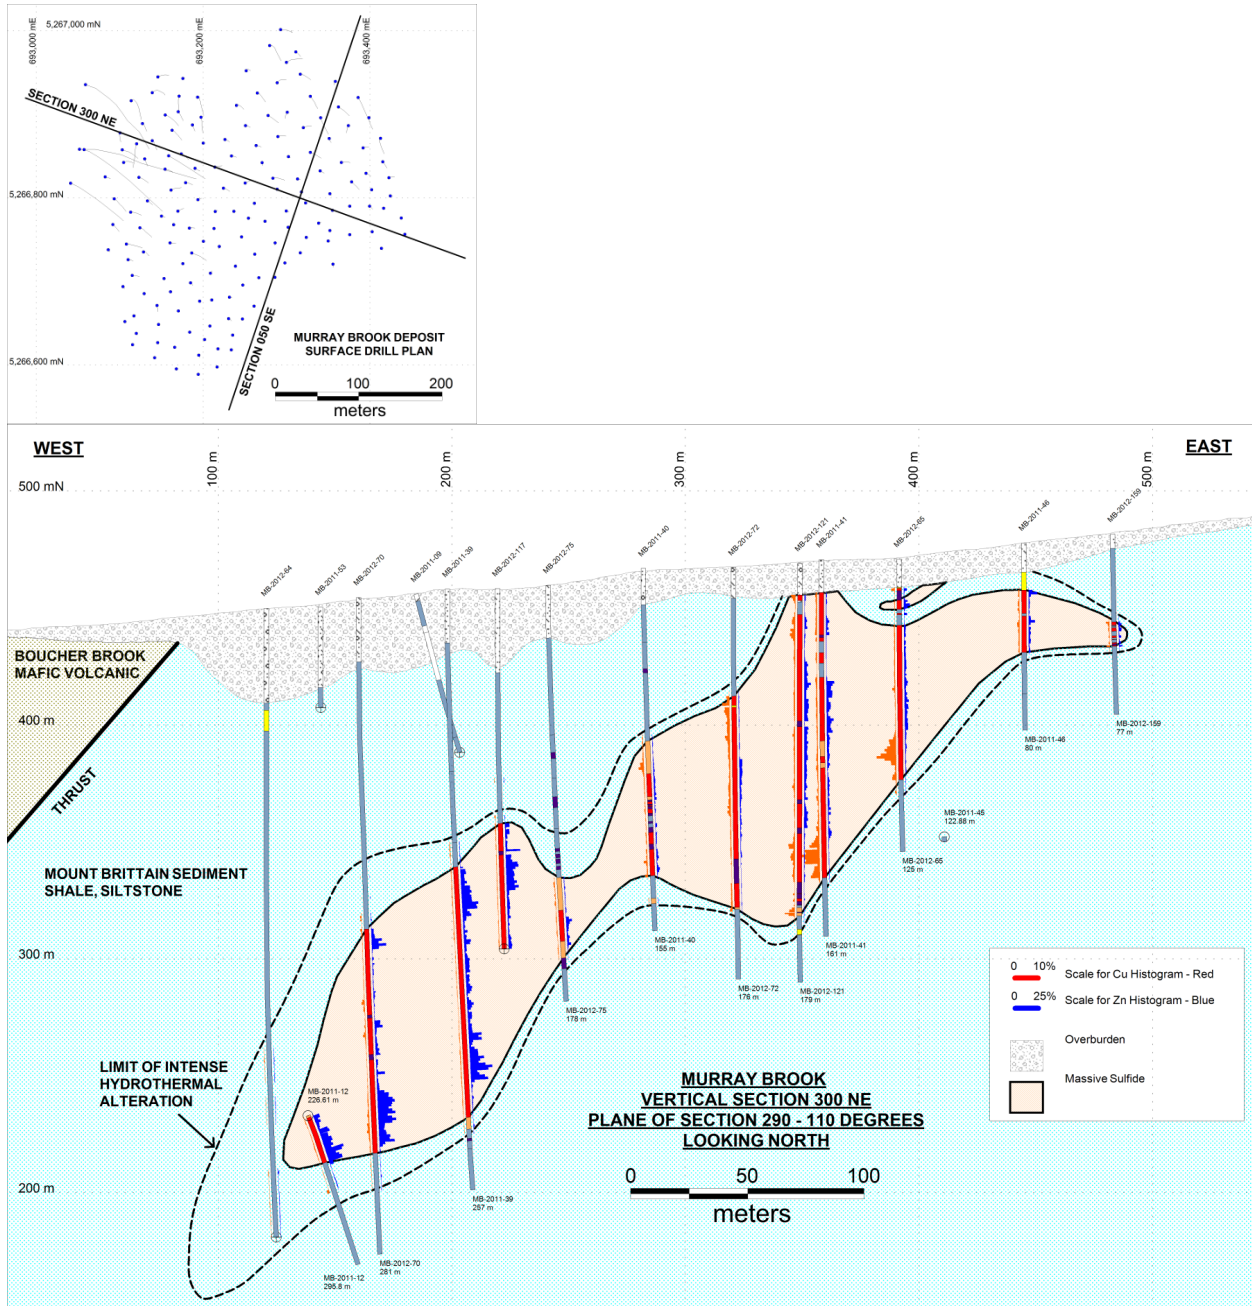 5,267,000 mN
693,000 mE
693,200 mE
693,400 mE
SECTION 300 NE
5,266,800 mN
5,266,600 mN
SECTION 050 SE
MURRAY BROOK DEPOSIT
SURFACE DRILL PLAN
0 100 200
meters
WEST
EAST
100 m
200 m
300 m
400 m
500 m
500 mN
MB-2012-64
MB-2011-53
MB-2012-70
MB-2011-09
MB-2011-39
MB-2012-117
MB-2012-75
MB-2011-40
MB-2012-72
MB-2012-121
MB-2011-41
MB-2012-65
MB-2011-46
MB-2012-159
BOUCHER BROOK
MAFIC VOLCANIC
400 m
THRUST
MB-2012-159
77 m
MB-2011-46
80 m
MB-2011-45
122.88 m
MB-2012-65
125 m
MOUNT BRITTAIN SEDIMENT
SHALE, SILTSTONE
MB-2011-40
155 m
MB-2011-41
161 m
300 m
MB-2012-72
176 m
MB-2012-121
179 m
MB-2012-75
178 m
0 10%
Scale for Cu Histogram - Red
0 25%
Scale for Zn Histogram - Blue
Overburden
Massive Sulfide
LIMIT OF INTENSE
HYDROTHERMAL
ALTERATION
MB-2011-12
226.61 m
MURRAY BROOK
VERTICAL SECTION 300 NE
PLANE OF SECTION 290 - 110 DEGREES
LOOKING NORTH
0 50 100
meters
200 m
MB-2011-39
257 m
MB-2012-70
281 m
MB-2011-12
296.8 m